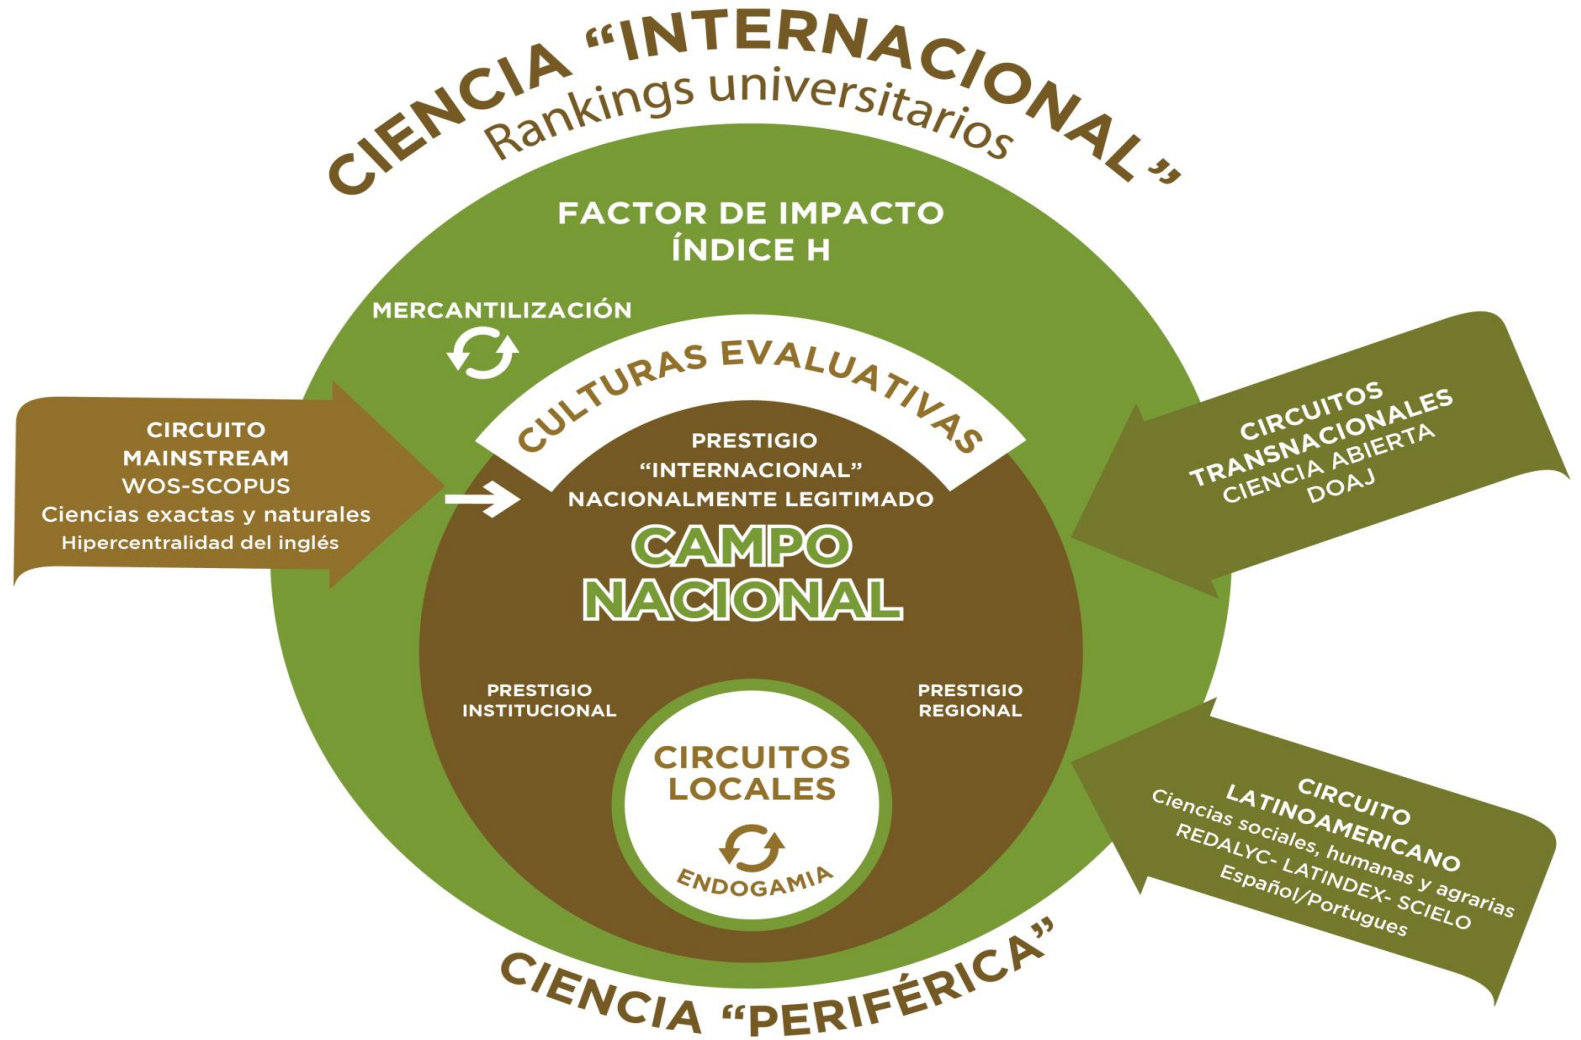 CIENCIA “INTERNACIONAL”
Rankings universitarios
FACTOR DE IMPACTO
ÍNDICE H
MERCANTILIZACIÓN
CULTURAS EVALUATIVAS
CIRCUITO
MAINSTREAM
WOS-SCOPUS
Ciencias exactas y naturales
Hipercentralidad del inglés
PRESTIGIO
“INTERNACIONAL”
NACIONALMENTE LEGITIMADO
CAMPO
NACIONAL
CIRCUITOS
TRANSNACIONALES
CIENCIA ABIERTA
DOAJ
PRESTIGIO
INSTITUCIONAL
PRESTIGIO
REGIONAL
CIRCUITOS
LOCALES
ENDOGAMIA
CIRCUITO
LATINOAMERICANO
Ciencias sociales, humanas y agrarias
REDALYC- LATINDEX- SCIELO
Español/Portugues
CIENCIA “PERIFÉRICA”